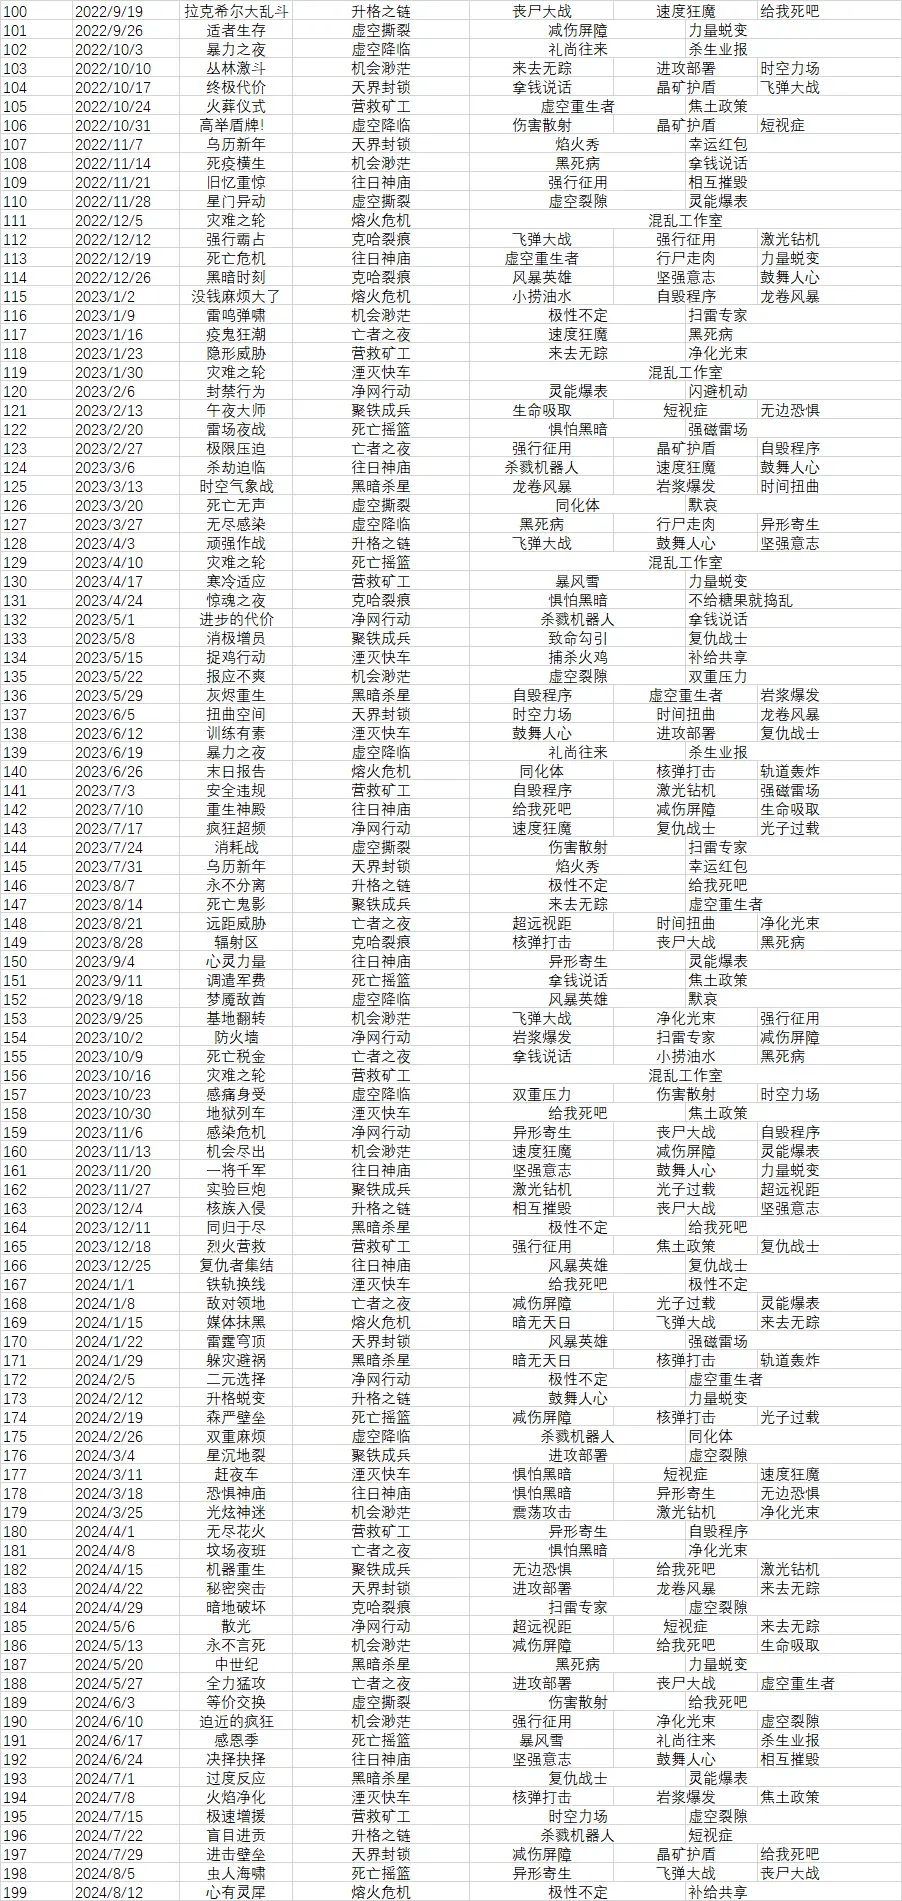 100 2022/9/19 拉克希尔大乱斗 升格之链 丧尸大战 速度狂魔 给我死吧
101 2022/9/26 适者生存 虚空撕裂 减伤屏障 力量蜕变
102 2022/10/3 暴力之夜 虚空降临 礼尚往来 杀生业报
103 2022/10/10 丛林激斗 机会渺茫 来去无踪 进攻部署 时空力场
104 2022/10/17 终极代价 天界封锁 拿钱说话 晶矿护盾 飞弹大战
105 2022/10/24 火葬仪式 营救矿工 虚空重生者 焦土政策
106 2022/10/31 高举盾牌! 虚空降临 伤害散射 晶矿护盾 短视症
107 2022/11/7 乌历新年 天界封锁 焰火秀 幸运红包
108 2022/11/14 死疫横生 机会渺茫 黑死病 拿钱说话
109 2022/11/21 旧忆重惊 往日神庙 强行征用 相互摧毁
110 2022/11/28 星门异动 虚空撕裂 虚空裂隙 灵能爆表
111 2022/12/5 灾难之轮 熔火危机 混乱工作室
112 2022/12/12 强行霸占 克哈裂痕 飞弹大战 强行征用 激光钻机
113 2022/12/19 死亡危机 往日神庙 虚空重生者 行尸走肉 力量蜕变
114 2022/12/26 黑暗时刻 克哈裂痕 风暴英雄 坚强意志 鼓舞人心
115 2023/1/2 没钱麻烦大了 熔火危机 小捞油水 自毁程序 龙卷风暴
116 2023/1/9 雷鸣弹啸 机会渺茫 极性不定 扫雷专家
117 2023/1/16 疫鬼狂潮 亡者之夜 速度狂魔 黑死病
118 2023/1/23 隐形威胁 营救矿工 来去无踪 净化光束
119 2023/1/30 灾难之轮 湮灭快车 混乱工作室
120 2023/2/6 封禁行为 净网行动 灵能爆表 闪避机动
121 2023/2/13 午夜大师 聚铁成兵 生命吸取 短视症 无边恐惧
122 2023/2/20 雷场夜战 死亡摇篮 惧怕黑暗 强磁雷场
123 2023/2/27 极限压迫 亡者之夜 强行征用 晶矿护盾 自毁程序
124 2023/3/6 杀劫迫临 往日神庙 杀戮机器人 速度狂魔 鼓舞人心
125 2023/3/13 时空气象战 黑暗杀星 龙卷风暴 岩浆爆发 时间扭曲
126 2023/3/20 死亡无声 虚空撕裂 同化体 默哀
127 2023/3/27 无尽感染 虚空降临 黑死病 行尸走肉 异形寄生
128 2023/4/3 顽强作战 升格之链 飞弹大战 鼓舞人心 坚强意志
129 2023/4/10 灾难之轮 死亡摇篮 混乱工作室
130 2023/4/17 寒冷适应 营救矿工 暴风雪 力量蜕变
131 2023/4/24 惊魂之夜 克哈裂痕 惧怕黑暗 不给糖果就捣乱
132 2023/5/1 进步的代价 净网行动 杀戮机器人 拿钱说话
133 2023/5/8 消极增员 聚铁成兵 致命勾引 复仇战士
134 2023/5/15 捉鸡行动 湮灭快车 捕杀火鸡 补给共享
135 2023/5/22 报应不爽 机会渺茫 虚空裂隙 双重压力
136 2023/5/29 灰烬重生 黑暗杀星 自毁程序 虚空重生者 岩浆爆发
137 2023/6/5 扭曲空间 天界封锁 时空力场 时间扭曲 龙卷风暴
138 2023/6/12 训练有素 湮灭快车 鼓舞人心 进攻部署 复仇战士
139 2023/6/19 暴力之夜 虚空降临 礼尚往来 杀生业报
140 2023/6/26 末日报告 熔火危机 同化体 核弹打击 轨道轰炸
141 2023/7/3 安全违规 营救矿工 自毁程序 激光钻机 强磁雷场
142 2023/7/10 重生神殿 往日神庙 给我死吧 减伤屏障 生命吸取
143 2023/7/17 疯狂超频 净网行动 速度狂魔 复仇战士 光子过载
144 2023/7/24 消耗战 虚空撕裂 伤害散射 扫雷专家
145 2023/7/31 乌历新年 天界封锁 焰火秀 幸运红包
146 2023/8/7 永不分离 升格之链 极性不定 给我死吧
147 2023/8/14 死亡鬼影 聚铁成兵 来去无踪 虚空重生者
148 2023/8/21 远距威胁 亡者之夜 超远视距 时间扭曲 净化光束
149 2023/8/28 辐射区 克哈裂痕 核弹打击 丧尸大战 黑死病
150 2023/9/4 心灵力量 往日神庙 异形寄生 灵能爆表
151 2023/9/11 调遣军费 死亡摇篮 拿钱说话 焦土政策
152 2023/9/18 梦魇敌酋 虚空降临 风暴英雄 默哀
153 2023/9/25 基地翻转 机会渺茫 飞弹大战 净化光束 强行征用
154 2023/10/2 防火墙 净网行动 岩浆爆发 扫雷专家 减伤屏障
155 2023/10/9 死亡税金 亡者之夜 拿钱说话 小捞油水 黑死病
156 2023/10/16 灾难之轮 营救矿工 混乱工作室
157 2023/10/23 感痛身受 虚空降临 双重压力 伤害散射 时空力场
158 2023/10/30 地狱列车 湮灭快车 给我死吧 焦土政策
159 2023/11/6 感染危机 净网行动 异形寄生 丧尸大战 自毁程序
160 2023/11/13 机会尽出 机会渺茫 速度狂魔 减伤屏障 灵能爆表
161 2023/11/20 一将千军 往日神庙 坚强意志 鼓舞人心 力量蜕变
162 2023/11/27 实验巨炮 聚铁成兵 激光钻机 光子过载 超远视距
163 2023/12/4 核族入侵 升格之链 相互摧毁 丧尸大战 坚强意志
164 2023/12/11 同归于尽 黑暗杀星 极性不定 给我死吧
165 2023/12/18 烈火营救 营救矿工 强行征用 焦土政策 复仇战士
166 2023/12/25 复仇者集结 往日神庙 风暴英雄 复仇战士
167 2024/1/1 铁轨换线 湮灭快车 给我死吧 极性不定
168 2024/1/8 敌对领地 亡者之夜 减伤屏障 光子过载 灵能爆表
169 2024/1/15 媒体抹黑 熔火危机 暗无天日 飞弹大战 来去无踪
170 2024/1/22 雷霆穹顶 天界封锁 风暴英雄 强磁雷场
171 2024/1/29 躲灾避祸 黑暗杀星 暗无天日 核弹打击 轨道轰炸
172 2024/2/5 二元选择 净网行动 极性不定 虚空重生者
173 2024/2/12 升格蜕变 升格之链 鼓舞人心 力量蜕变
174 2024/2/19 森严壁垒 死亡摇篮 减伤屏障 核弹打击 光子过载
175 2024/2/26 双重麻烦 虚空降临 杀戮机器人 同化体
176 2024/3/4 星沉地裂 聚铁成兵 进攻部署 虚空裂隙
177 2024/3/11 赶夜车 湮灭快车 惧怕黑暗 短视症 速度狂魔
178 2024/3/18 恐惧神庙 往日神庙 惧怕黑暗 异形寄生 无边恐惧
179 2024/3/25 光炫神迷 机会渺茫 震荡攻击 激光钻机 净化光束
180 2024/4/1 无尽花火 营救矿工 异形寄生 自毁程序
181 2024/4/8 坟场夜班 亡者之夜 惧怕黑暗 净化光束
182 2024/4/15 机器重生 聚铁成兵 无边恐惧 给我死吧 激光钻机
183 2024/4/22 秘密突击 天界封锁 进攻部署 龙卷风暴 来去无踪
184 2024/4/29 暗地破坏 克哈裂痕 扫雷专家 虚空裂隙
185 2024/5/6 散光 净网行动 超远视距 短视症 来去无踪
186 2024/5/13 永不言死 机会渺茫 减伤屏障 给我死吧 生命吸取
187 2024/5/20 中世纪 黑暗杀星 黑死病 力量蜕变
188 2024/5/27 全力猛攻 亡者之夜 进攻部署 丧尸大战 虚空重生者
189 2024/6/3 等价交换 虚空撕裂 伤害散射 给我死吧
190 2024/6/10 迫近的疯狂 机会渺茫 强行征用 净化光束 虚空裂隙
191 2024/6/17 感恩季 死亡摇篮 暴风雪 礼尚往来 杀生业报
192 2024/6/24 决择抉择 往日神庙 坚强意志 鼓舞人心 相互摧毁
193 2024/7/1 过度反应 黑暗杀星 复仇战士 灵能爆表
194 2024/7/8 火焰净化 湮灭快车 核弹打击 岩浆爆发 焦土政策
195 2024/7/15 极速增援 营救矿工 时空力场 虚空裂隙
196 2024/7/22 盲目进贡 升格之链 杀戮机器人 短视症
197 2024/7/29 进击壁垒 天界封锁 减伤屏障 晶矿护盾 给我死吧
198 2024/8/5 虫人海啸 死亡摇篮 异形寄生 飞弹大战 丧尸大战
199 2024/8/12 心有灵犀 熔火危机 极性不定 补给共享